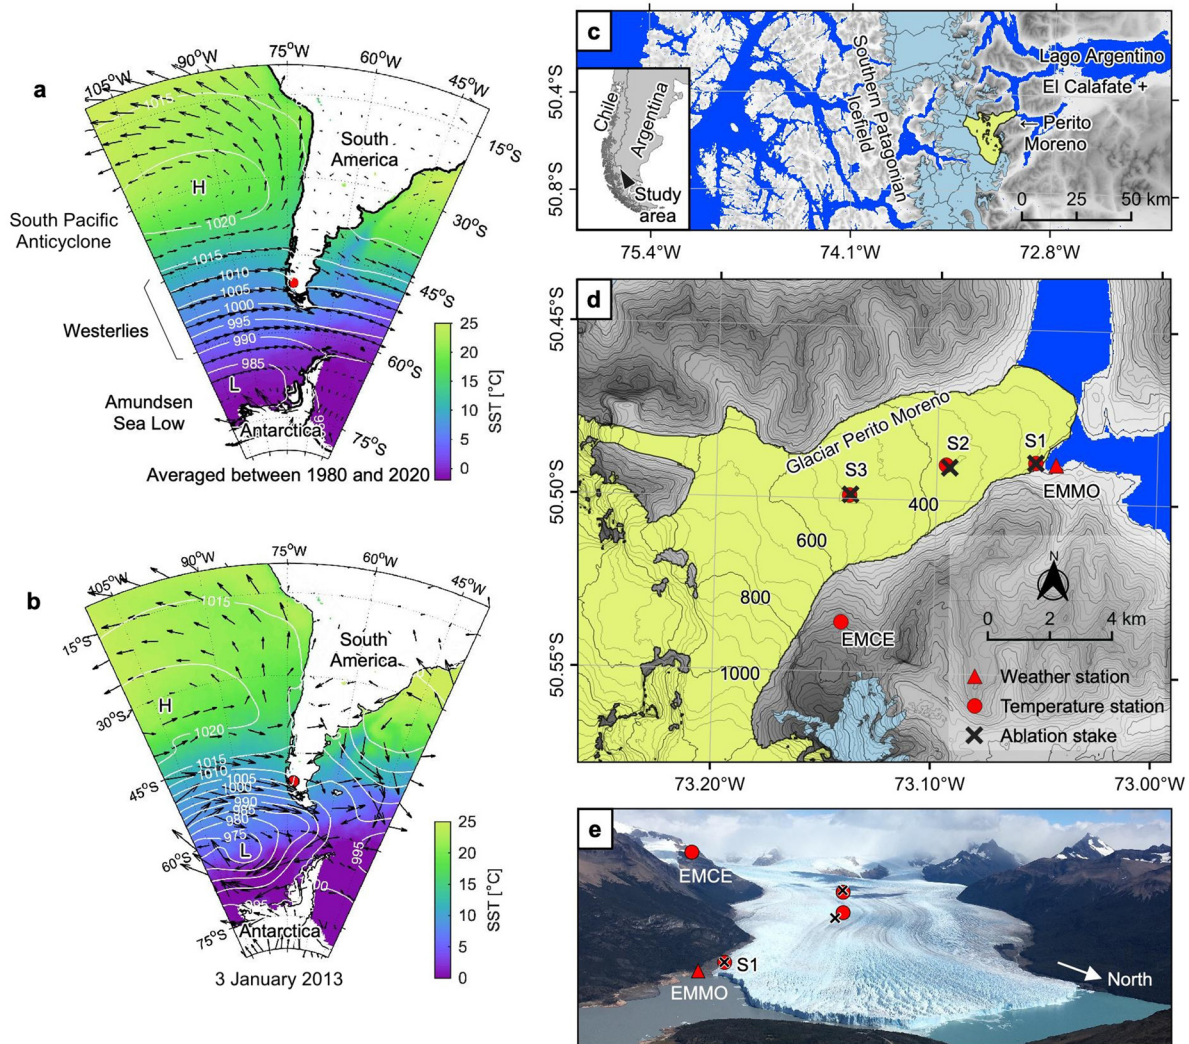 a
105°W
90°W
75°W
60°W
45°W
15°S
30°S
45°S
60°S
75°S
1015
H
1020
1015
1010
1005
1000
995
990
985
L
South
America
Antarctica
South Pacific
Anticyclone
Westerlies
Amundsen
Sea Low
25
20
15
10
5
0
SST [°C]
Averaged between 1980 and 2020
b
105°W
90°W
75°W
60°W
45°W
15°S
30°S
45°S
60°S
75°S
1015
H
1020
1015
1010
1005
1000
990
985
980
975
L
995
South
America
Antarctica
25
20
15
10
5
0
SST [°C]
3 January 2013
c
50.4°S
50.8°S
75.4°W
74.1°W
72.8°W
Chile
Argentina
Study
area
Southern Patagonian
Icefield
Lago Argentino
El Calafate +
← Perito
Moreno
0 25 50 km
d
50.45°S
50.50°S
50.55°S
73.20°W
73.10°W
73.00°W
Glaciar Perito Moreno
S1
S2
S3
EMMO
EMCE
400
600
800
1000
N
0 2 4 km
Weather station
Temperature station
Ablation stake
e
EMCE
S1
EMMO
North